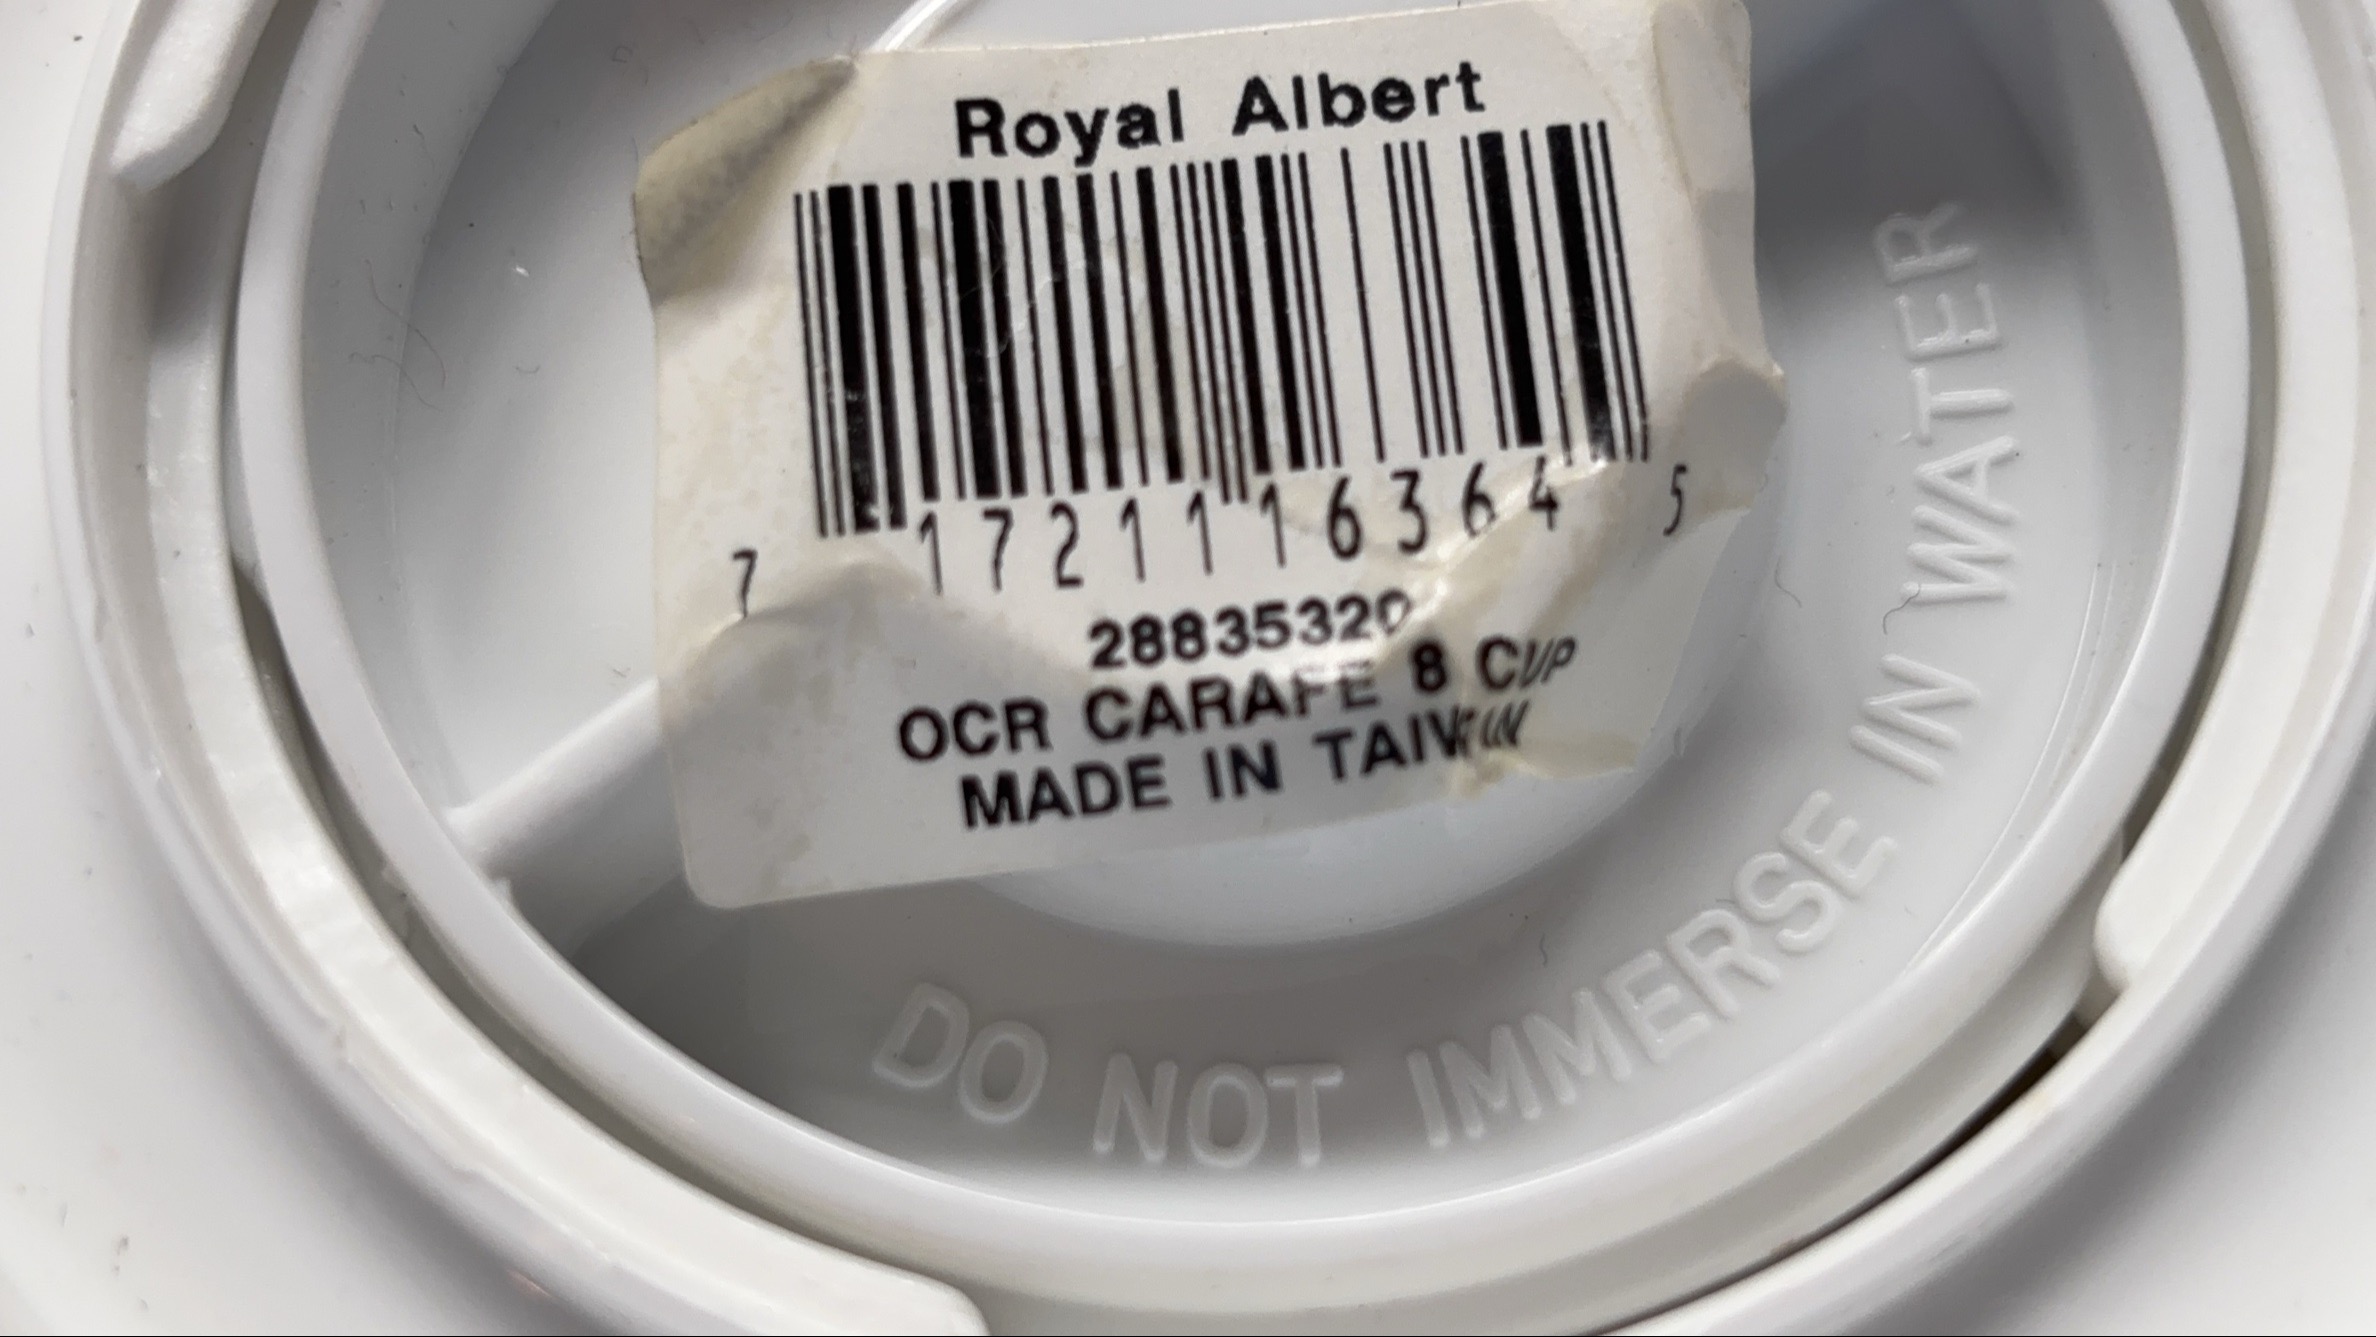 Royal Albert
7 17211 16364 5
28835320
OCR CARAFE 8 CUP
MADE IN TAIWAN
DO NOT IMMERSE IN WATER